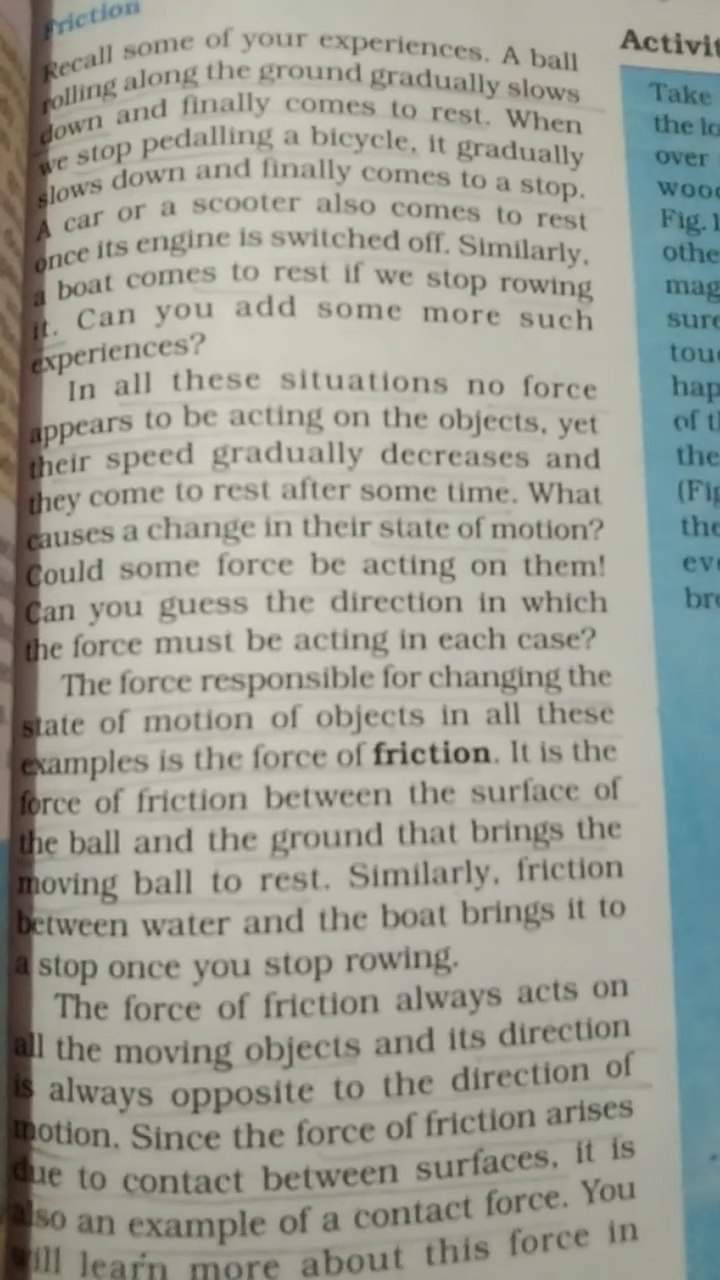 Friction
Recall some of your experiences. A ball
rolling along the ground gradually slows
down and finally comes to rest. When
we stop pedalling a bicycle, it gradually
slows down and finally comes to a stop.
A car or a scooter also comes to rest
once its engine is switched off. Similarly,
a boat comes to rest if we stop rowing
it. Can you add some more such
experiences?
In all these situations no force
appears to be acting on the objects, yet
their speed gradually decreases and
they come to rest after some time. What
causes a change in their state of motion?
Could some force be acting on them!
Can you guess the direction in which
the force must be acting in each case?
The force responsible for changing the
state of motion of objects in all these
examples is the force of friction. It is the
force of friction between the surface of
the ball and the ground that brings the
moving ball to rest. Similarly, friction
between water and the boat brings it to
a stop once you stop rowing.
The force of friction always acts on
all the moving objects and its direction
is always opposite to the direction of
motion. Since the force of friction arises
due to contact between surfaces, it is
also an example of a contact force. You
will learn more about this force in
Activit
Take
the lo
over
wood
Fig. 1
othe
mag
surf
tou
hap
of t
the
(Fig
the
eve
bro